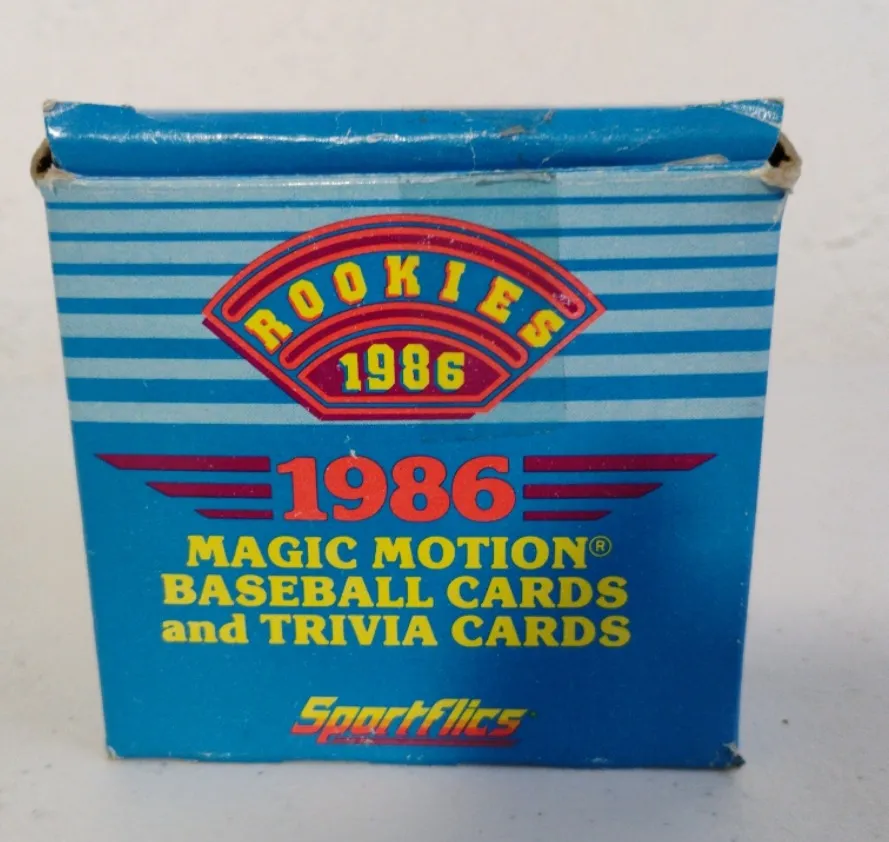 ROOKIES
1986
1986
MAGIC MOTION®
BASEBALL CARDS
and TRIVIA CARDS
Sportflics